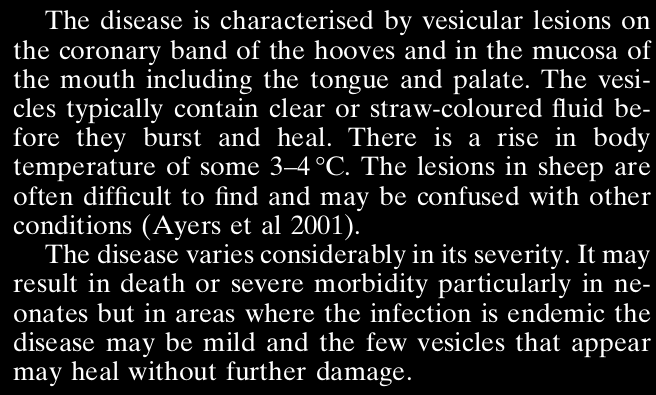 The disease is characterised by vesicular lesions on
the coronary band of the hooves and in the mucosa of
the mouth including the tongue and palate. The vesi-
cles typically contain clear or straw-coloured fluid be-
fore they burst and heal. There is a rise in body
temperature of some 3–4 °C. The lesions in sheep are
often difficult to find and may be confused with other
conditions (Ayers et al 2001).
The disease varies considerably in its severity. It may
result in death or severe morbidity particularly in ne-
onates but in areas where the infection is endemic the
disease may be mild and the few vesicles that appear
may heal without further damage.